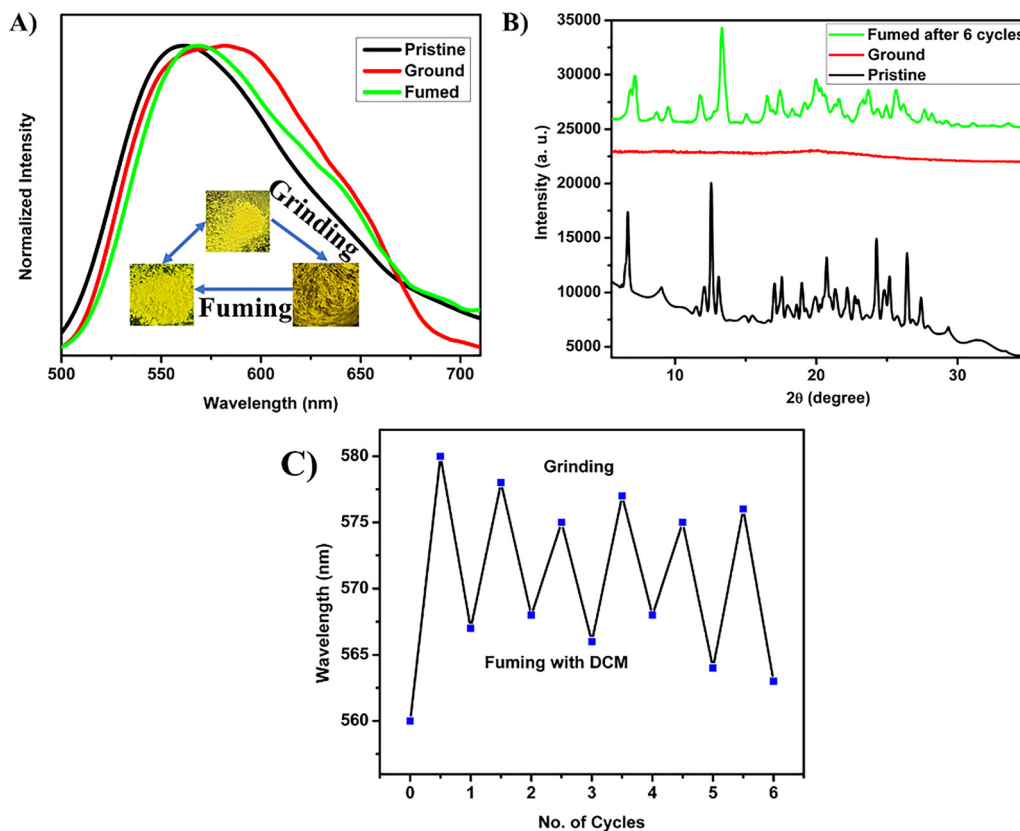 A)
Normalized Intensity
Pristine
Ground
Fumed
Grinding
Fuming
500
550
600
650
700
Wavelength (nm)
B)
Intensity (a. u.)
35000
30000
25000
20000
15000
10000
5000
Fumed after 6 cycles
Ground
Pristine
10
20
30
2θ (degree)
C)
Wavelength (nm)
580
575
570
565
560
Grinding
Fuming with DCM
0
1
2
3
4
5
6
No. of Cycles